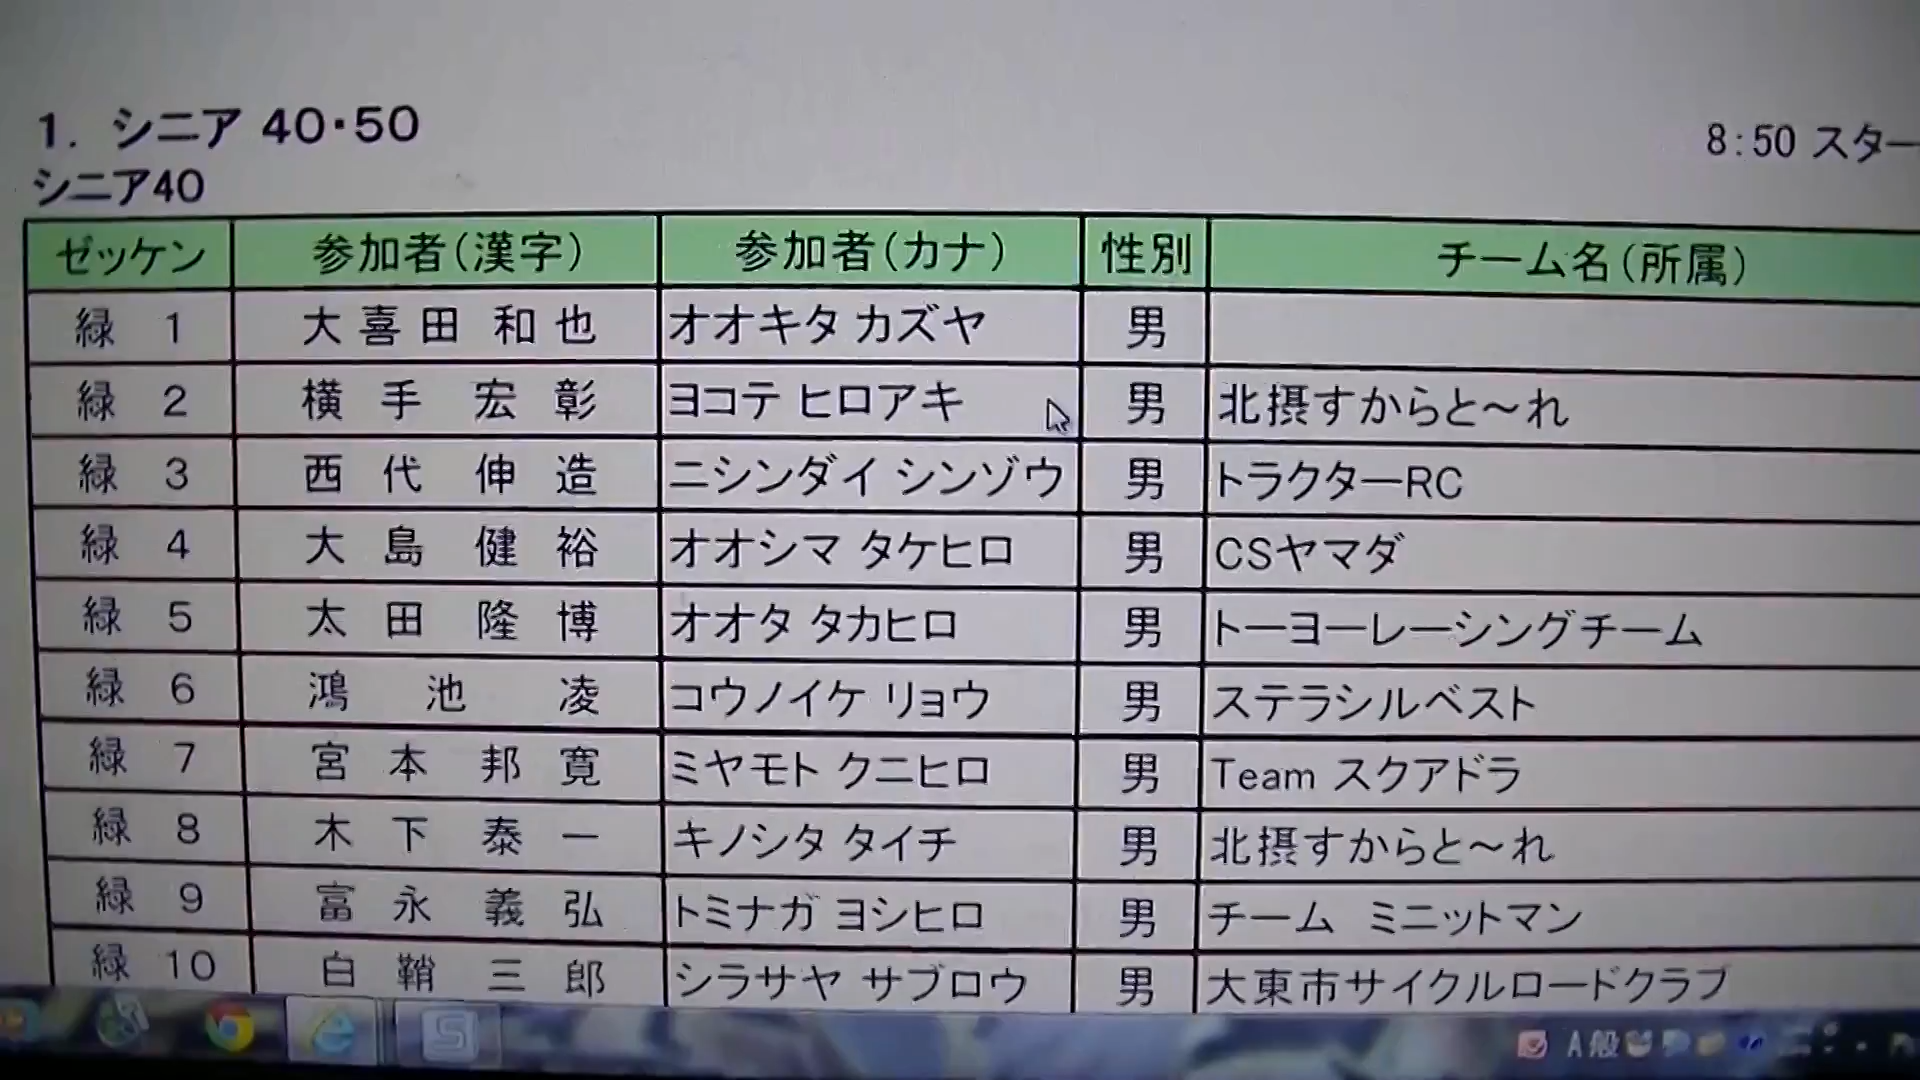 1. シニア 40・50
8:50 スター
シニア40
ゼッケン 参加者(漢字) 参加者(カナ) 性別 チーム名(所属)
緑 1 大喜田 和也 オオキタ カズヤ 男
緑 2 横手 宏彰 ヨコテ ヒロアキ 男 北摂すからと～れ
緑 3 西代 伸造 ニシンダイ シンゾウ 男 トラクターRC
緑 4 大島 健裕 オオシマ タケヒロ 男 CSヤマダ
緑 5 太田 隆博 オオタ タカヒロ 男 トーヨーレーシングチーム
緑 6 鴻池 凌 コウノイケ リョウ 男 ステラシルベスト
緑 7 宮本 邦寛 ミヤモト クニヒロ 男 Team スクアドラ
緑 8 木下 泰一 キノシタ タイチ 男 北摂すからと～れ
緑 9 富永 義弘 トミナガ ヨシヒロ 男 チーム ミニットマン
緑 10 白鞘 三郎 シラサヤ サブロウ 男 大東市サイクルロードクラブ
A般